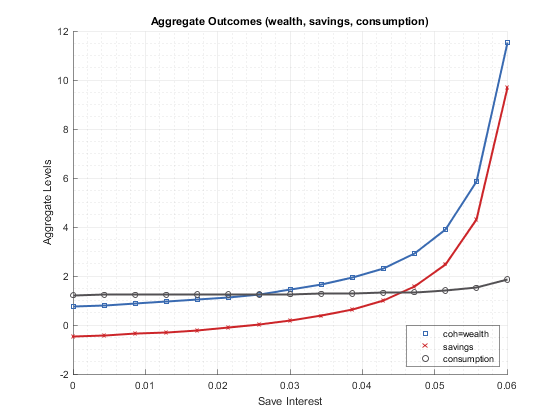 Aggregate Outcomes (wealth, savings, consumption)
12
10
8
6
4
2
0
-2
Aggregate Levels
0
0.01
0.02
0.03
0.04
0.05
0.06
Save Interest
coh=wealth
savings
consumption